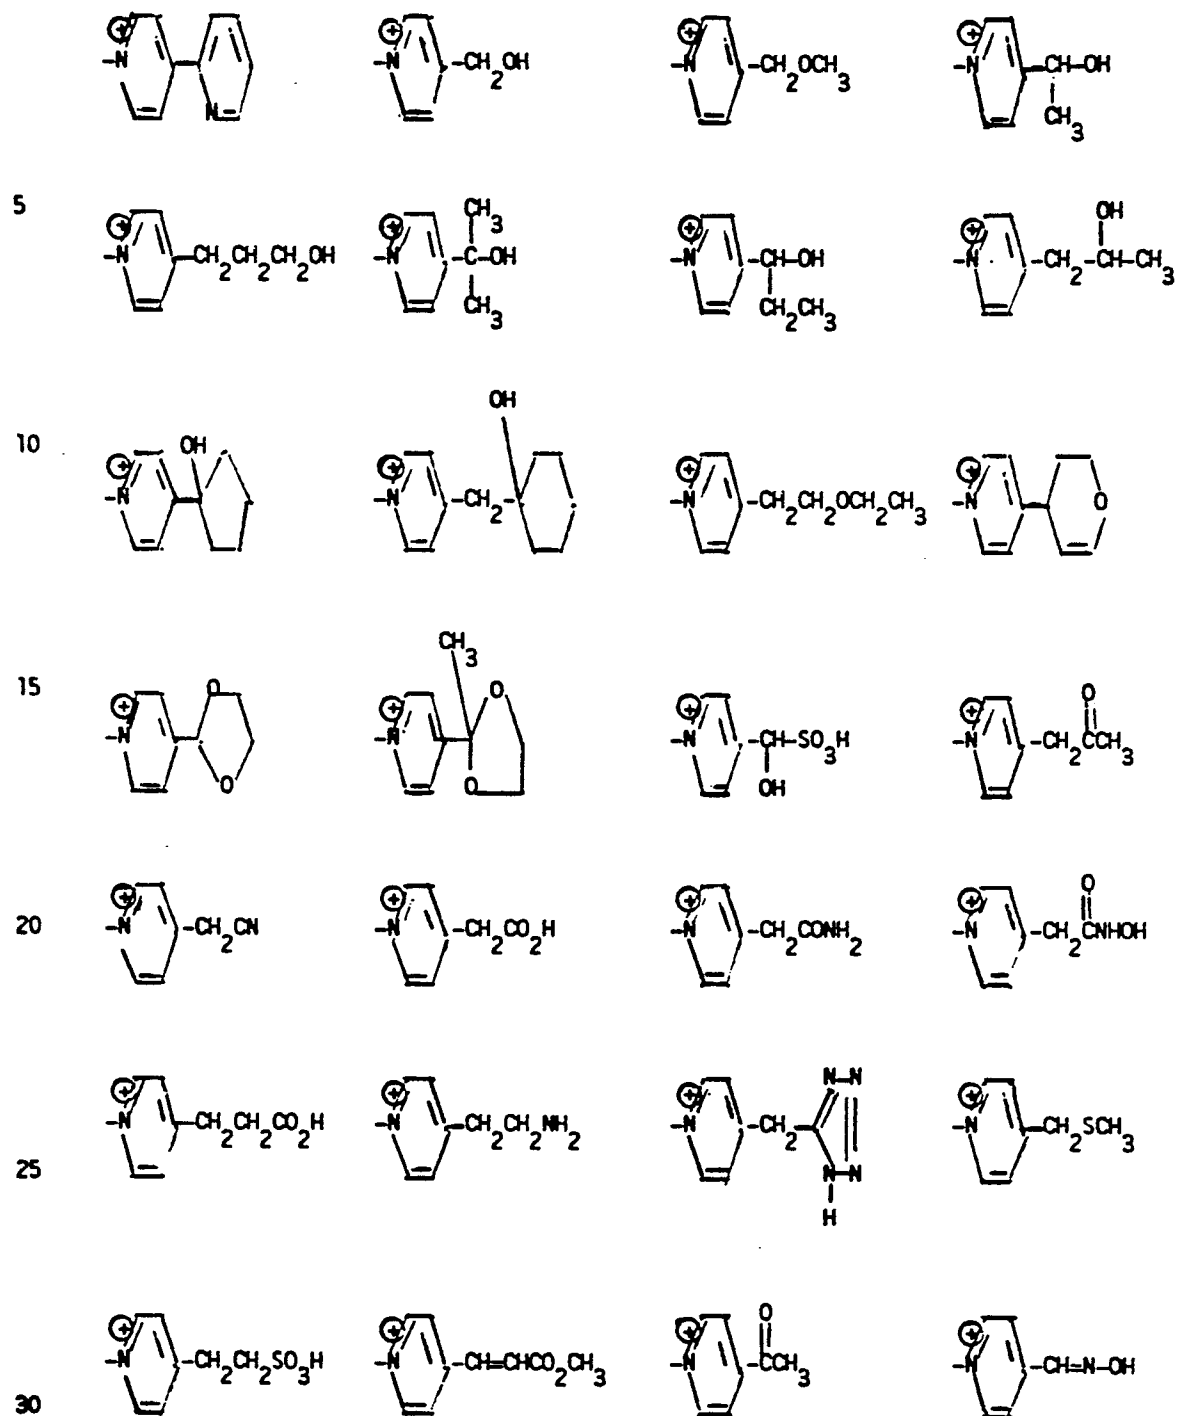 -N⊕ N -N⊕ -CH2OH -N⊕ -CH2OCH3 -N⊕ CH-OH
CH3
5
-N⊕ -CH2CH2CH2OH -N⊕ CH3 C-OH CH3 -N⊕ CH-OH CH2CH3 -N⊕ -CH2-CH-CH3 OH
10
-N⊕ OH -N⊕ -CH2 OH -N⊕ -CH2CH2OCH2CH3 -N⊕ O
15
-N⊕ O O -N⊕ CH3 O O -N⊕ -CH-SO3H OH -N⊕ -CH2CCH3 O
20
-N⊕ -CH2CN -N⊕ -CH2CO2H -N⊕ -CH2CONH2 -N⊕ -CH2CNHOH O
-N⊕ -CH2CH2CO2H -N⊕ -CH2CH2NH2 -N⊕ -CH2 N-N N-N H -N⊕ -CH2SCH3
25
-N⊕ -CH2CH2SO3H -N⊕ -CH=CHCO2CH3 -N⊕ -CCH3 O -N⊕ -CH=N-OH
30